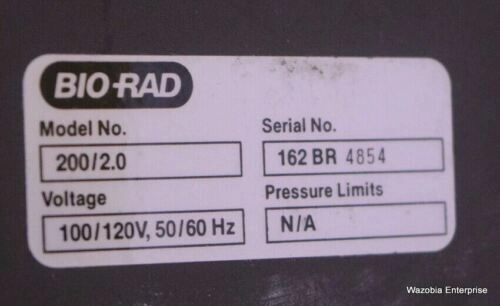 BIO-RAD
Model No.
200/2.0
Serial No.
162 BR 4854
Voltage
100/120V, 50/60 Hz
Pressure Limits
N/A
Wazobia Enterprise